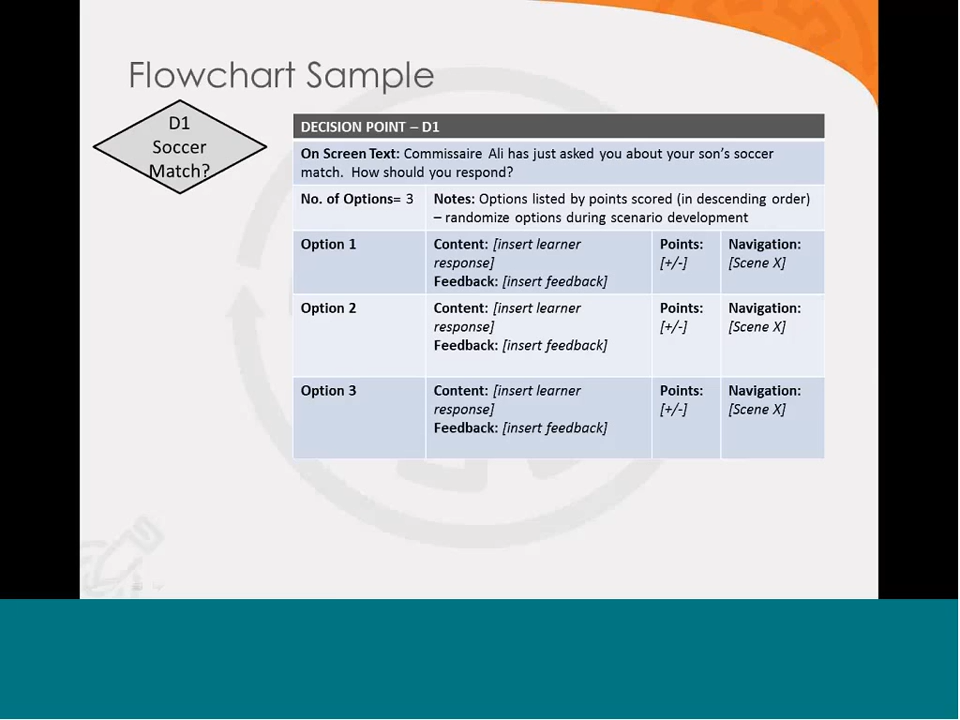 Flowchart Sample
D1
Soccer
Match?
DECISION POINT – D1
On Screen Text: Commissaire Ali has just asked you about your son's soccer
match. How should you respond?
No. of Options= 3
Notes: Options listed by points scored (in descending order)
– randomize options during scenario development
Option 1
Content: [insert learner
response]
Feedback: [insert feedback]
Points:
[+/-]
Navigation:
[Scene X]
Option 2
Content: [insert learner
response]
Feedback: [insert feedback]
Points:
[+/-]
Navigation:
[Scene X]
Option 3
Content: [insert learner
response]
Feedback: [insert feedback]
Points:
[+/-]
Navigation:
[Scene X]